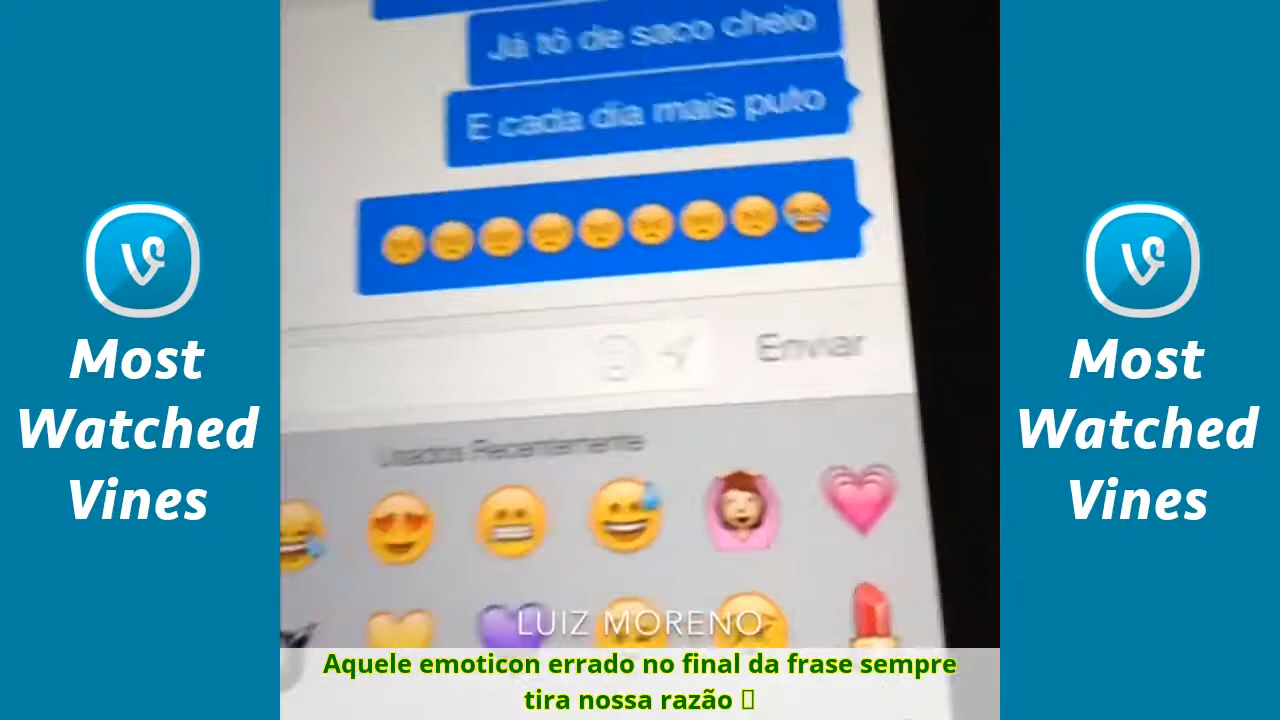 Já tô de saco cheio
E cada dia mais puto
Enviar
Usados Recentemente
LUIZ MORENO
Aquele emoticon errado no final da frase sempre
tira nossa razão
Most
Watched
Vines
Most
Watched
Vines